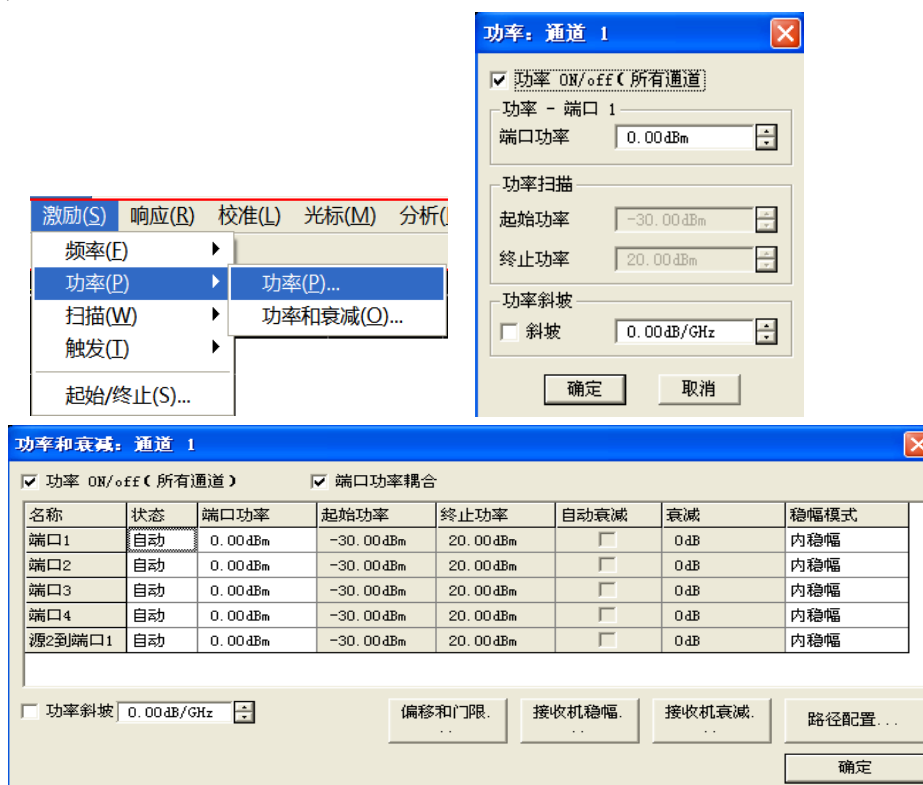 功率：通道 1
功率 ON/off( 所有通道)
功率 - 端口 1
端口功率 0.00dBm
功率扫描
起始功率 -30.00dBm
终止功率 20.00dBm
功率斜坡
斜坡 0.00dB/GHz
确定 取消
激励(S) 响应(R) 校准(L) 光标(M) 分析(
频率(F)
功率(P) 功率(P)...
扫描(W) 功率和衰减(O)...
触发(T)
起始/终止(S)...
功率和衰减：通道 1
功率 ON/off( 所有通道) 端口功率耦合
名称 状态 端口功率 起始功率 终止功率 自动衰减 衰减 稳幅模式
端口1 自动 0.00dBm -30.00dBm 20.00dBm 0dB 内稳幅
端口2 自动 0.00dBm -30.00dBm 20.00dBm 0dB 内稳幅
端口3 自动 0.00dBm -30.00dBm 20.00dBm 0dB 内稳幅
端口4 自动 0.00dBm -30.00dBm 20.00dBm 0dB 内稳幅
源2到端口1 自动 0.00dBm -30.00dBm 20.00dBm 0dB 内稳幅
功率斜坡 0.00dB/GHz 偏移和门限... 接收机稳幅... 接收机衰减... 路径配置...
确定